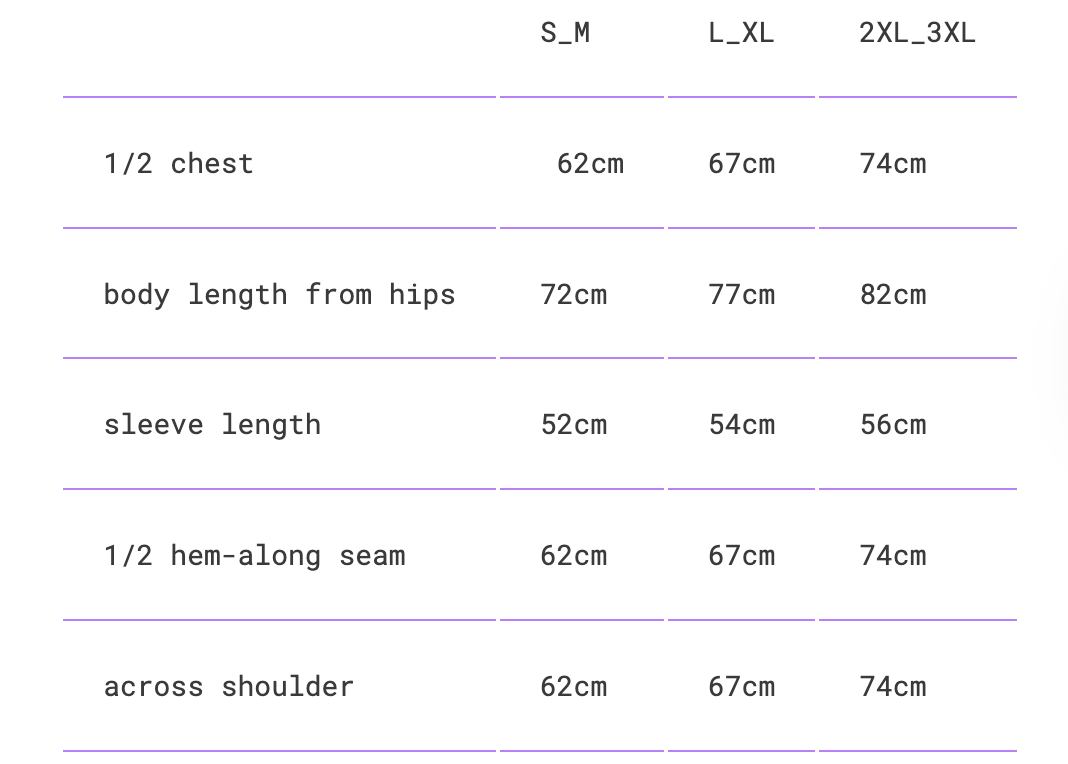 S_M L_XL 2XL_3XL
1/2 chest 62cm 67cm 74cm
body length from hips 72cm 77cm 82cm
sleeve length 52cm 54cm 56cm
1/2 hem-along seam 62cm 67cm 74cm
across shoulder 62cm 67cm 74cm